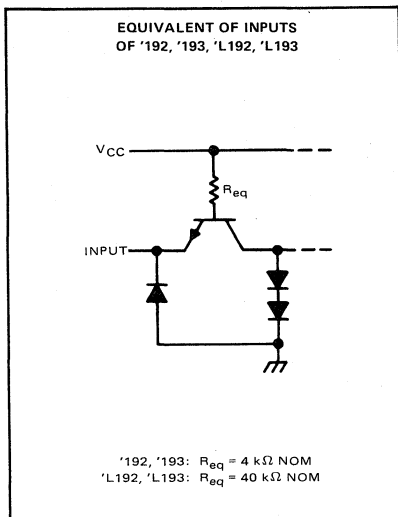 EQUIVALENT OF INPUTS
OF '192, '193, 'L192, 'L193
VCC
Req
INPUT
'192, '193: Req = 4 kΩ NOM
'L192, 'L193: Req = 40 kΩ NOM